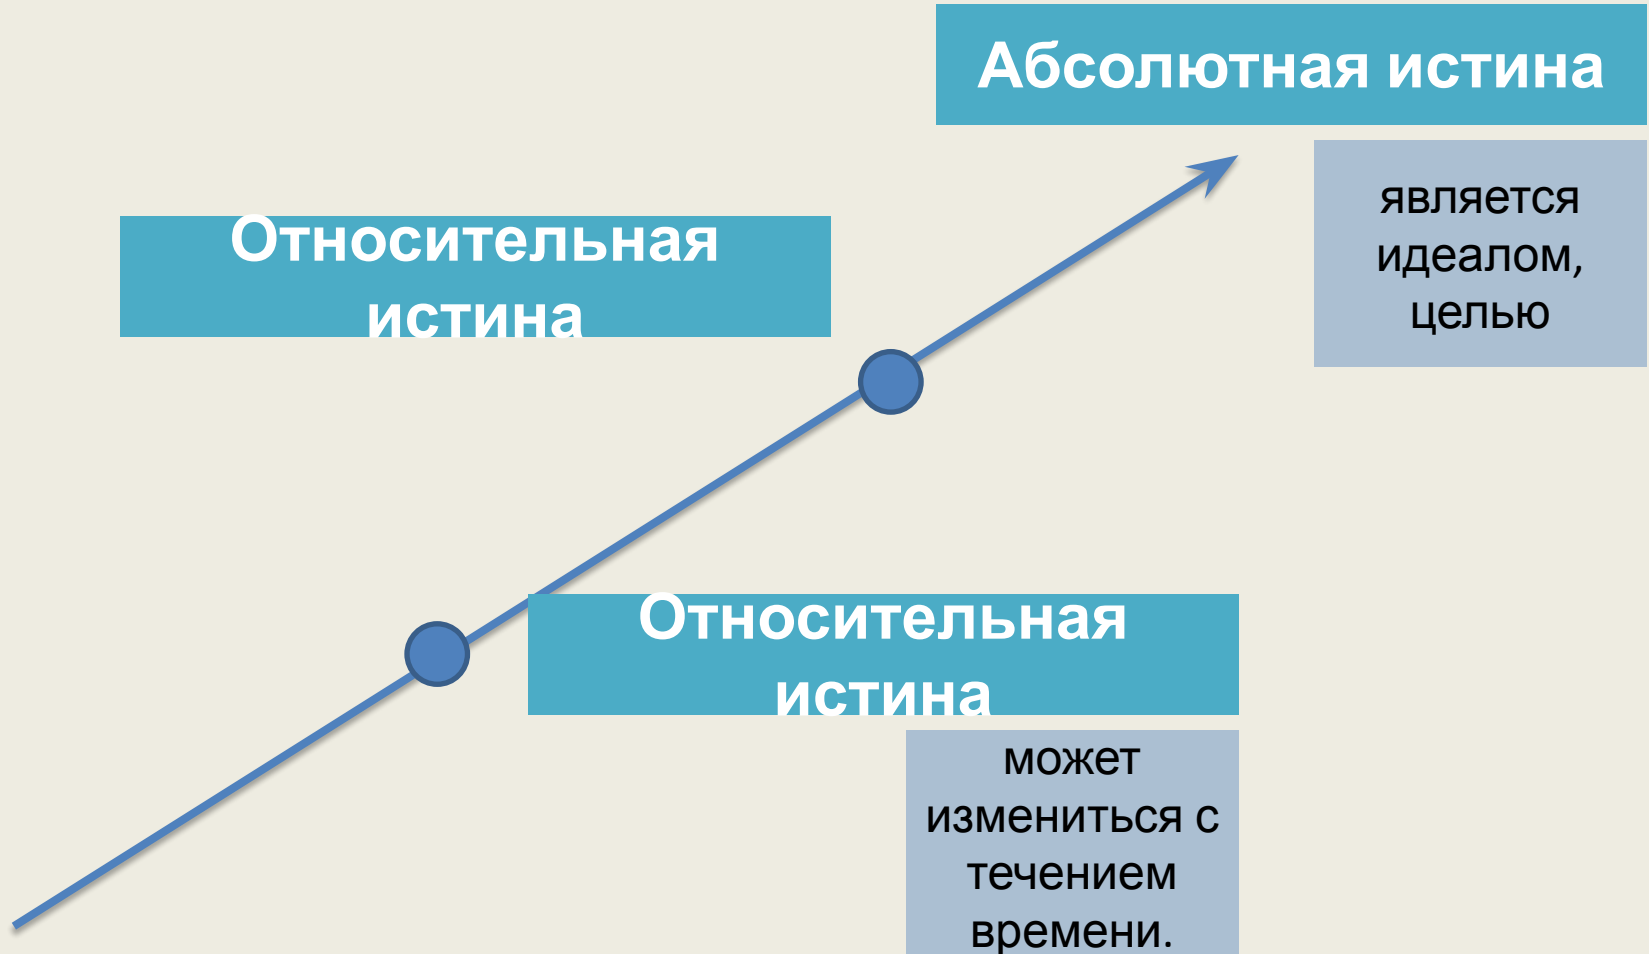 Абсолютная истина
является
идеалом,
целью
Относительная
истина
Относительная
истина
может
измениться с
течением
времени.